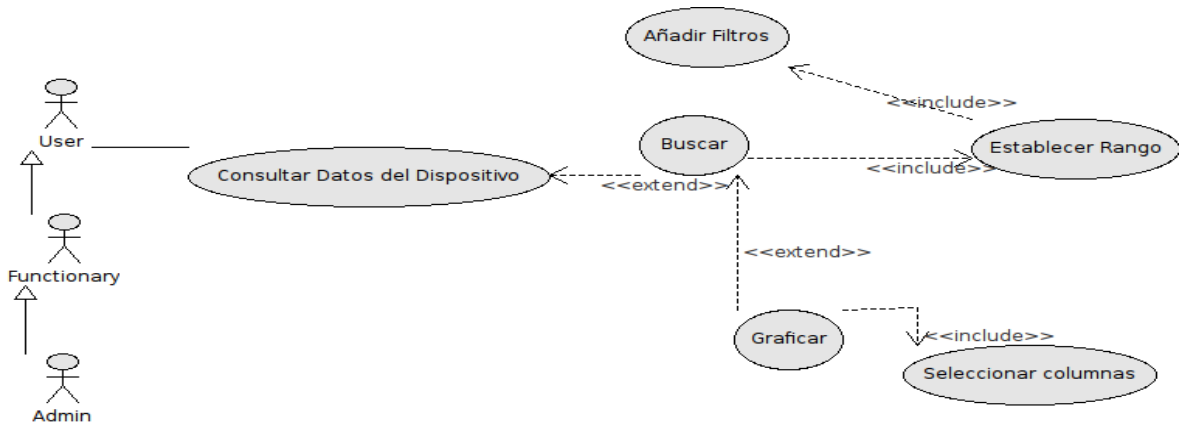 Añadir Filtros
<<include>>
User
Buscar
Establecer Rango
Consultar Datos del Dispositivo
<<extend>>
<<include>>
<<extend>>
Functionary
Graficar
<<include>>
Seleccionar columnas
Admin